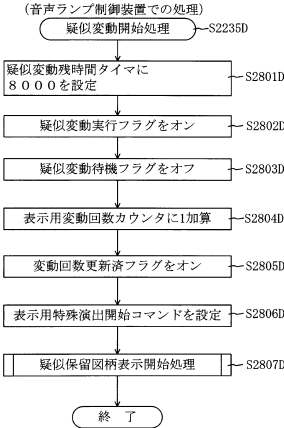 (音声ランプ制御装置での処理)
疑似変動開始処理 S2235D
疑似変動残時間タイマに
8000を設定 S2801D
疑似変動実行フラグをオン S2802D
疑似変動待機フラグをオフ S2803D
表示用変動回数カウンタに1加算 S2804D
変動回数更新済フラグをオン S2805D
表示用特殊演出開始コマンドを設定 S2806D
疑似保留図柄表示開始処理 S2807D
終 了